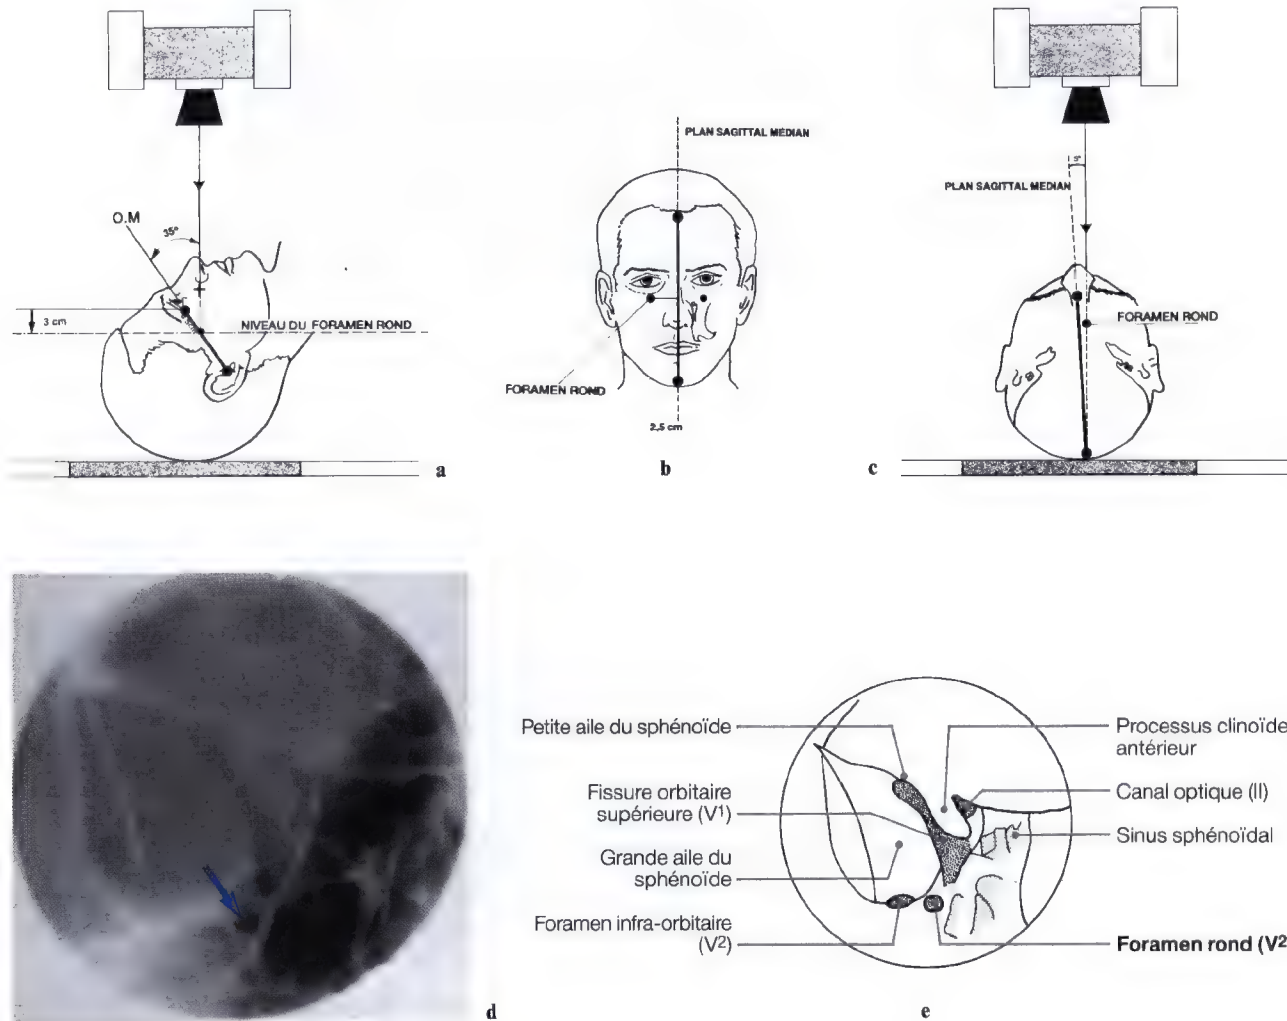 O.M
35°
3 cm
NIVEAU DU FORAMEN ROND
a
PLAN SAGITTAL MÉDIAN
FORAMEN ROND
2,5 cm
b
5°
PLAN SAGITTAL MEDIAN
FORAMEN ROND
c
d
Petite aile du sphénoïde
Fissure orbitaire
supérieure (V1)
Grande aile du
sphénoïde
Foramen infra-orbitaire
(V2)
Processus clinoïde
antérieur
Canal optique (II)
Sinus sphénoïdal
Foramen rond (V2
e